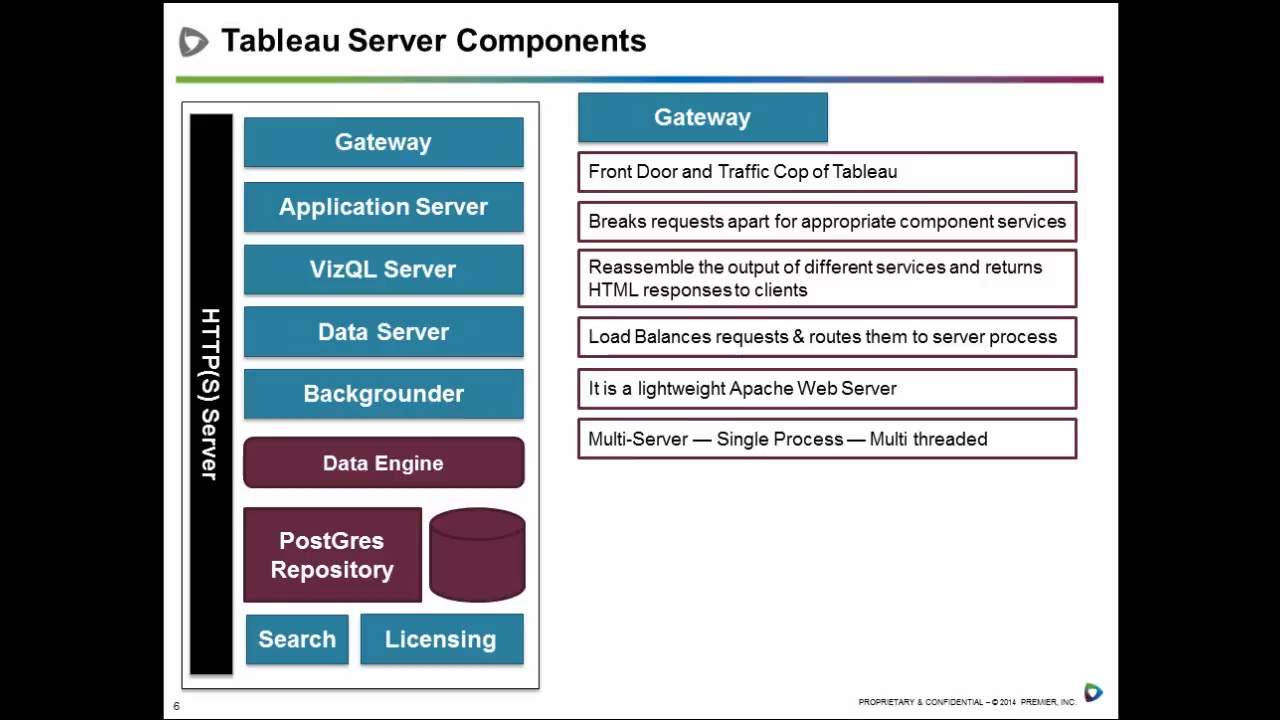 Tableau Server Components
HTTP(S) Server
Gateway
Application Server
VizQL Server
Data Server
Backgrounder
Data Engine
PostGres
Repository
Search
Licensing
Gateway
Front Door and Traffic Cop of Tableau
Breaks requests apart for appropriate component services
Reassemble the output of different services and returns
HTML responses to clients
Load Balances requests & routes them to server process
It is a lightweight Apache Web Server
Multi-Server — Single Process — Multi threaded
6
PROPRIETARY & CONFIDENTIAL – © 2014 PREMIER, INC.